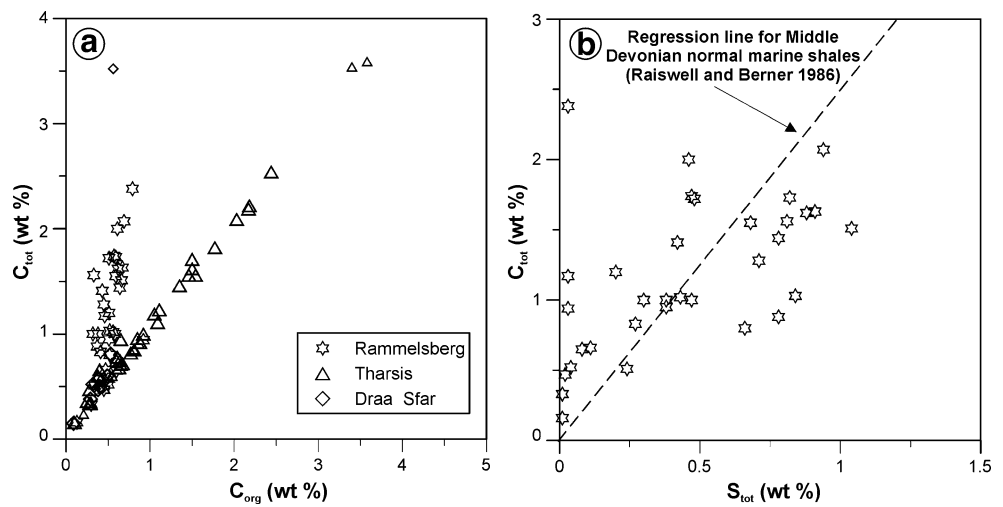 a
4
3
2
1
0
C_tot (wt %)
0
1
2
3
4
5
C_org (wt %)
Rammelsberg
Tharsis
Draa Sfar
b
Regression line for Middle
Devonian normal marine shales
(Raiswell and Berner 1986)
3
2
1
0
C_tot (wt %)
0
0.5
1
1.5
S_tot (wt %)